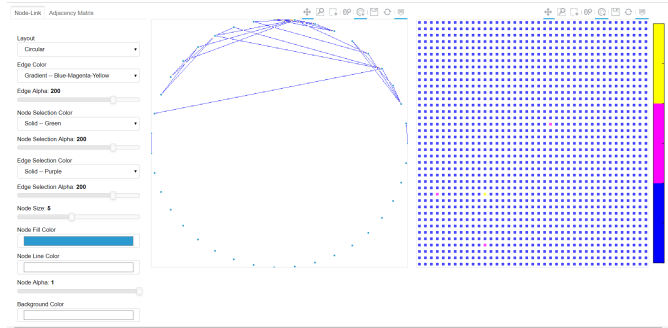 Node-Link Adjacency Matrix
Layout
Circular
Edge Color
Gradient -- Blue-Magenta-Yellow
Edge Alpha: 200
Node Selection Color
Solid -- Green
Node Selection Alpha: 200
Edge Selection Color
Solid -- Purple
Edge Selection Alpha: 200
Node Size: 5
Node Fill Color
Node Line Color
Node Alpha: 1
Background Color